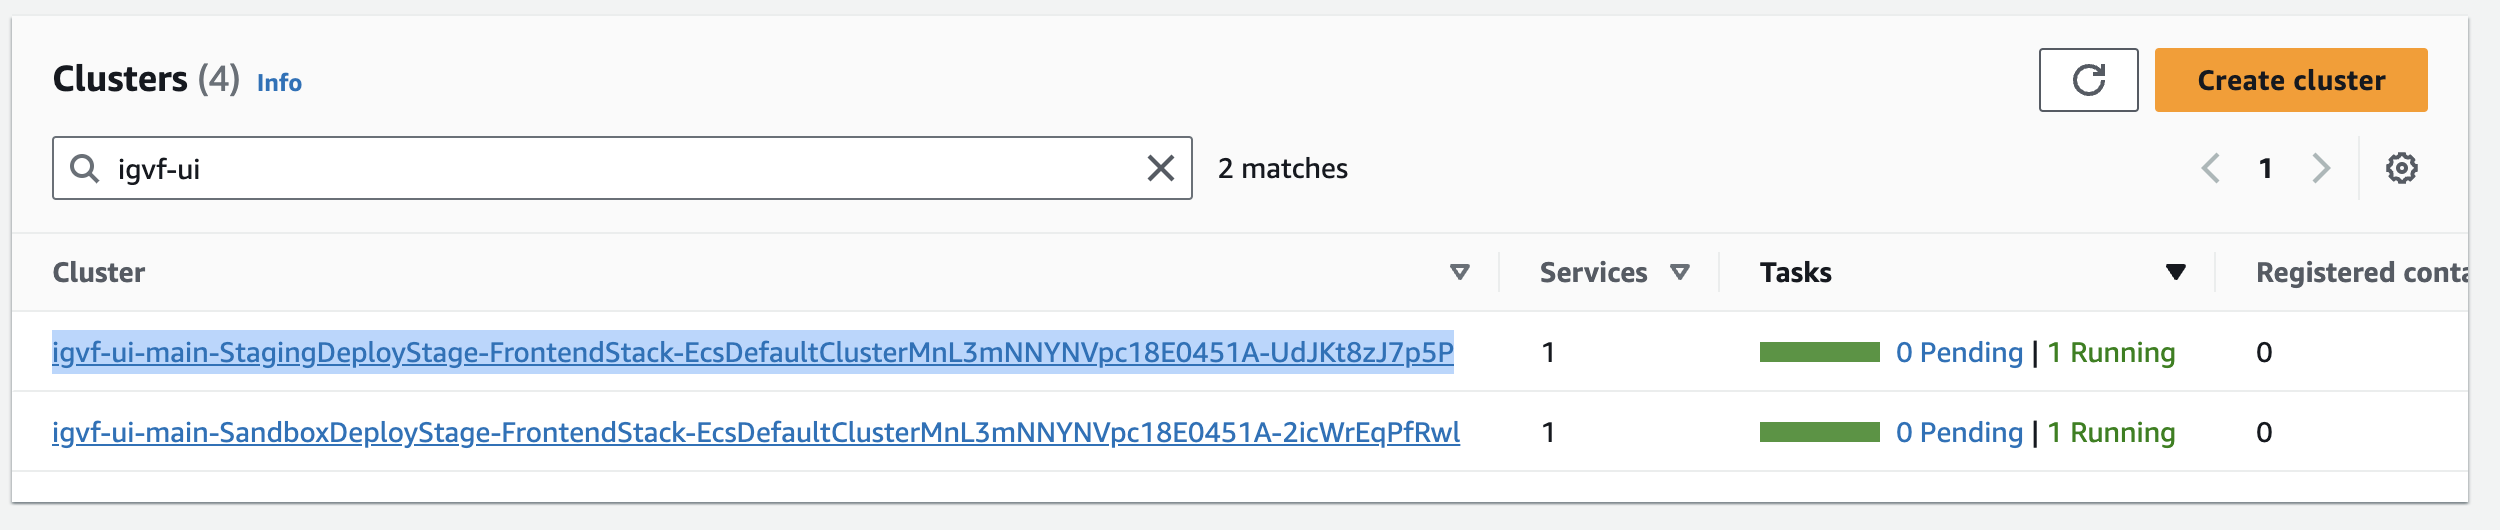 Clusters (4) Info
Create cluster
igvf-ui
2 matches
1
Cluster Services Tasks Registered conta
igvf-ui-main-StagingDeployStage-FrontendStack-EcsDefaultClusterMnL3mNNYNVpc18E0451A-UdJKt8zJ7p5P 1 0 Pending | 1 Running 0
igvf-ui-main-SandboxDeployStage-FrontendStack-EcsDefaultClusterMnL3mNNYNVpc18E0451A-2icWrEqPfRwl 1 0 Pending | 1 Running 0